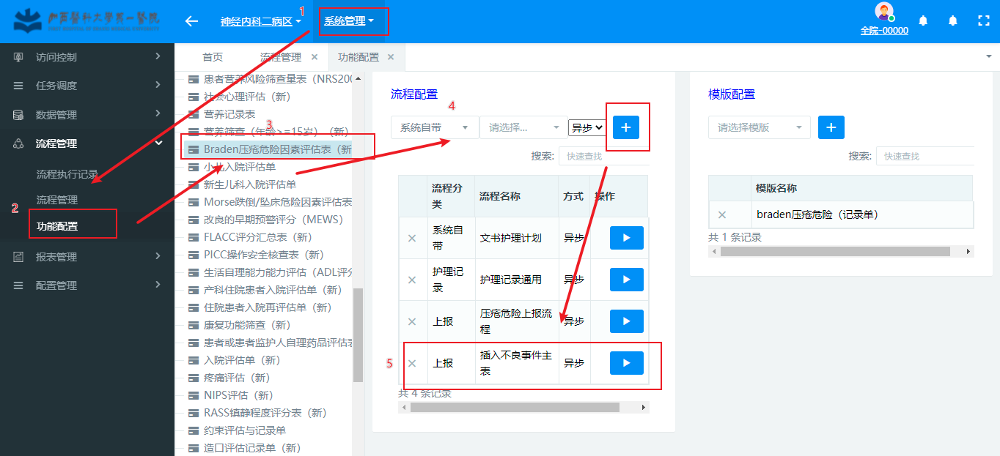 神经内科二病区
1
系统管理
全院-00000
访问控制
任务调度
数据管理
流程管理
流程执行记录
流程管理
2
功能配置
报表管理
配置管理
首页
流程管理
功能配置
患者营养风险筛查量表（NRS200
社会心理评估（新）
营养记录表
3
营养筛查（年龄>=15岁）（新）
Braden压疮危险因素评估表（新
小儿入院评估单
新生儿科入院评估单
Morse跌倒/坠床危险因素评估表
改良的早期预警评分（MEWS）
FLACC评分汇总表（新）
PICC操作安全核查表（新）
生活自理能力能力评估（ADL评分
产科住院患者入院评估单（新）
住院患者入院再评估单（新）
康复功能筛查（新）
患者或患者监护人自理药品评估表
入院评估单（新）
疼痛评估（新）
NIPS评估（新）
RASS镇静程度评分表（新）
约束评估与记录单
造口评估记录单（新）
流程配置
4
系统自带
请选择...
异步
搜索:
快速查找
流程分类
流程名称
方式
操作
系统自带
文书护理计划
异步
护理记录
护理记录通用
异步
上报
压疮危险上报流程
异步
5
上报
插入不良事件主表
异步
共 4 条记录
模版配置
请选择模版
搜索:
快速查找
模版名称
braden压疮危险（记录单）
共 1 条记录